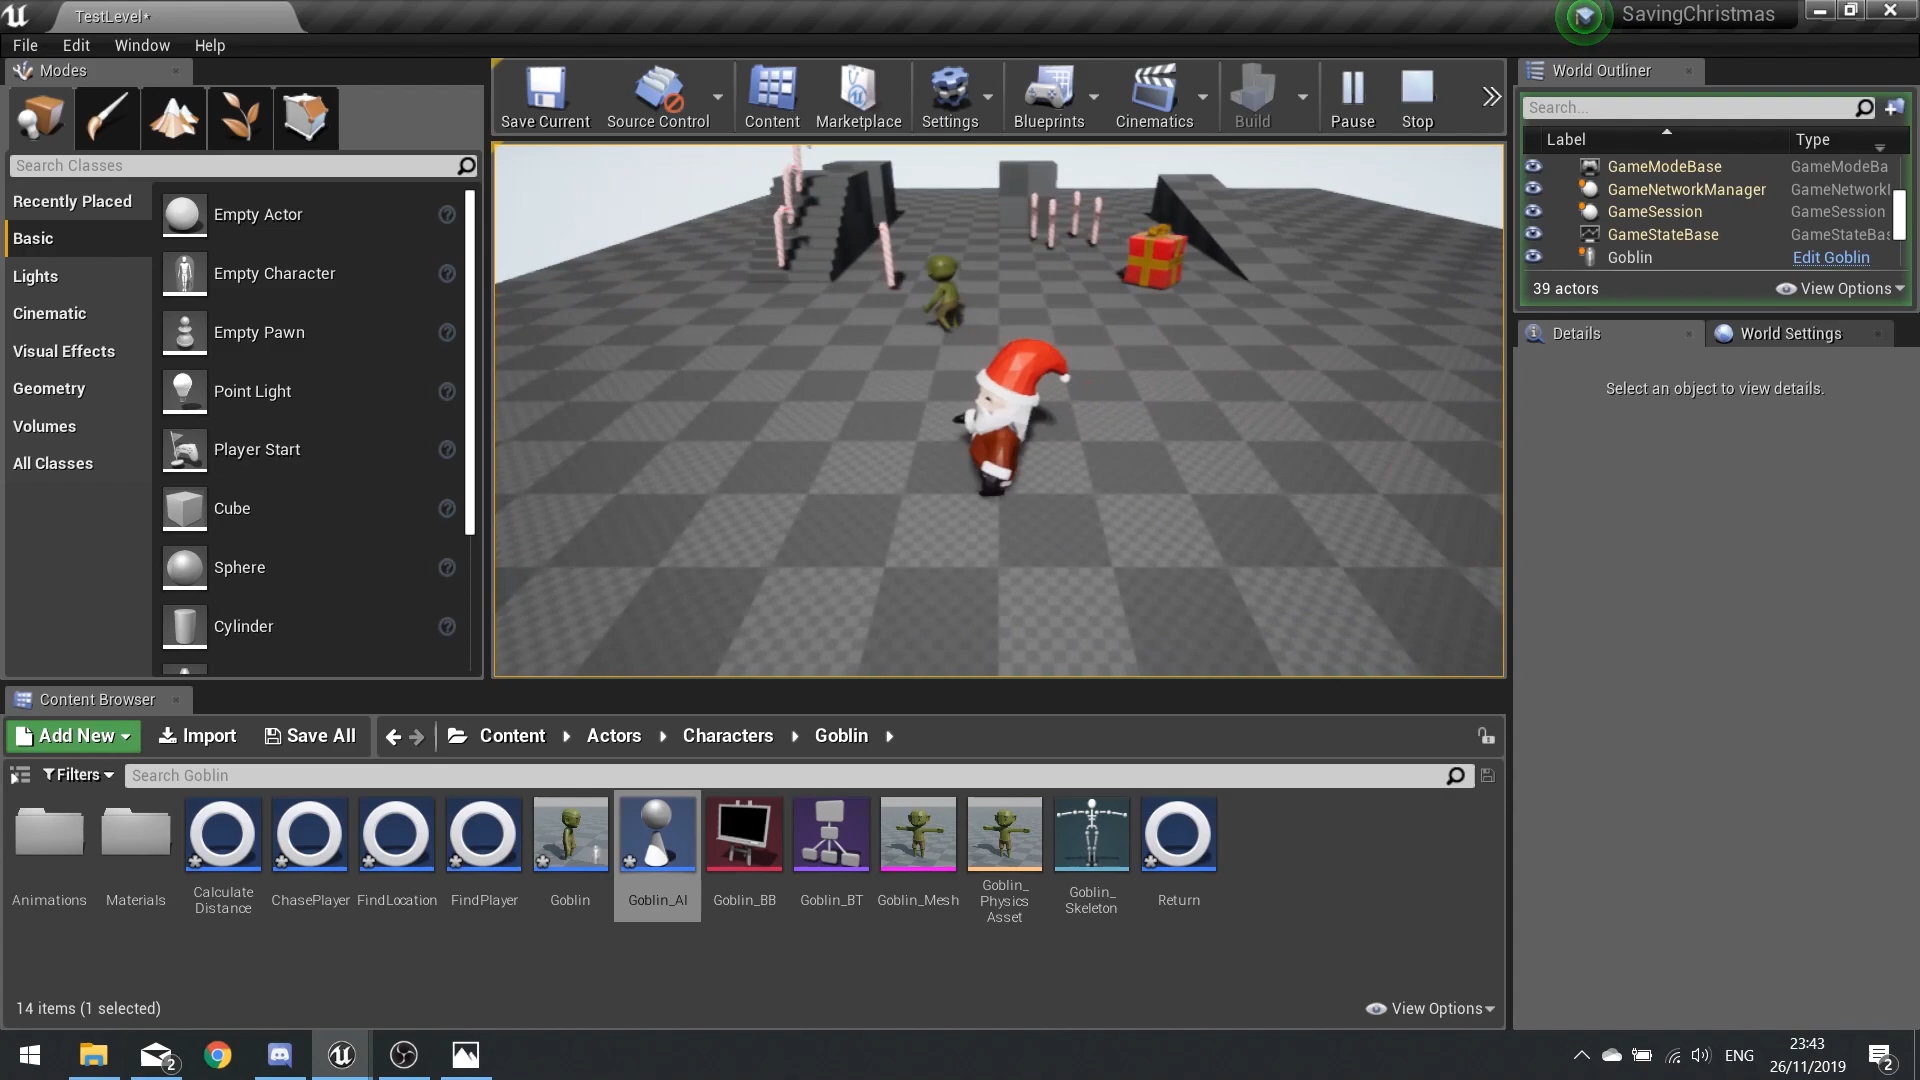 TestLevel*
SavingChristmas
File Edit Window Help
Modes
Search Classes
Recently Placed
Basic
Lights
Cinematic
Visual Effects
Geometry
Volumes
All Classes
Empty Actor
Empty Character
Empty Pawn
Point Light
Player Start
Cube
Sphere
Cylinder
Save Current
Source Control
Content
Marketplace
Settings
Blueprints
Cinematics
Build
Pause
Stop
World Outliner
Search...
Label Type
GameModeBase GameModeBa
GameNetworkManager GameNetworkI
GameSession GameSession
GameStateBase GameStateBas
Goblin Edit Goblin
39 actors View Options
Details
World Settings
Select an object to view details.
Content Browser
Add New Import Save All Content Actors Characters Goblin
Filters Search Goblin
Animations
Materials
Calculate
Distance
ChasePlayer
FindLocation
FindPlayer
Goblin
Goblin_AI
Goblin_BB
Goblin_BT
Goblin_Mesh
Goblin_
Physics
Asset
Goblin_
Skeleton
Return
14 items (1 selected)
View Options
2
ENG
23:43
26/11/2019
2